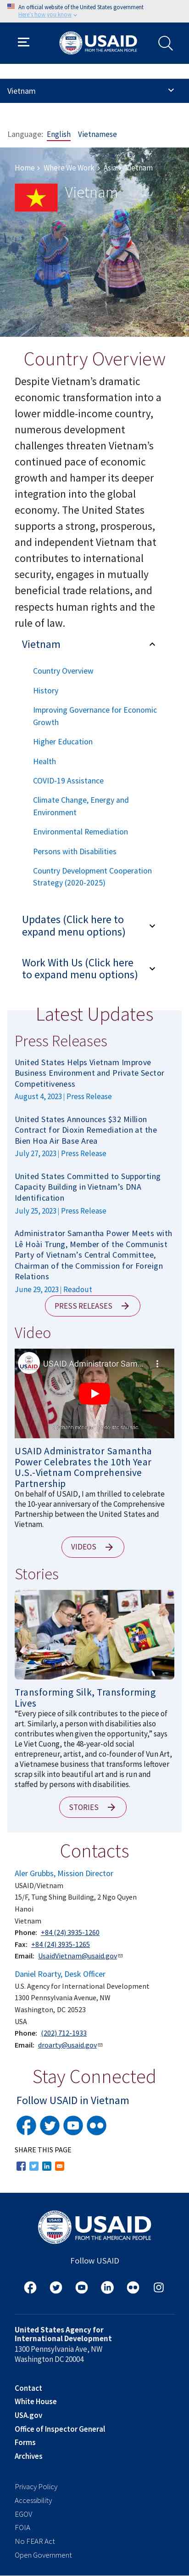 An official website of the United States government
Here's how you know
USAID
FROM THE AMERICAN PEOPLE
Vietnam
Language: English Vietnamese
Home > Where We Work > Asia > Vietnam
Vietnam
Country Overview
Despite Vietnam's dramatic
economic transformation into a
lower middle-income country,
numerous development
challenges threaten Vietnam's
continued pace of economic
growth and hamper its deeper
integration into the global
economy. The United States
supports a strong, prosperous,
and independent Vietnam that
contributes to international
security, engages in mutually
beneficial trade relations, and
respects human rights and the
rule of law.
Vietnam
Country Overview
History
Improving Governance for Economic
Growth
Higher Education
Health
COVID-19 Assistance
Climate Change, Energy and
Environment
Environmental Remediation
Persons with Disabilities
Country Development Cooperation
Strategy (2020-2025)
Updates (Click here to
expand menu options)
Work With Us (Click here
to expand menu options)
Latest Updates
Press Releases
United States Helps Vietnam Improve
Business Environment and Private Sector
Competitiveness
August 4, 2023 | Press Release
United States Announces $32 Million
Contract for Dioxin Remediation at the
Bien Hoa Air Base Area
July 27, 2023 | Press Release
United States Committed to Supporting
Capacity Building in Vietnam's DNA
Identification
July 25, 2023 | Press Release
Administrator Samantha Power Meets with
Lê Hoài Trung, Member of the Communist
Party of Vietnam's Central Committee,
Chairman of the Commission for Foreign
Relations
June 29, 2023 | Readout
PRESS RELEASES
Video
USAID Administrator Sam...
USAID Administrator Samantha
Power Celebrates the 10th Year
U.S.-Vietnam Comprehensive
Partnership
On behalf of USAID, I am thrilled to celebrate
the 10-year anniversary of the Comprehensive
Partnership between the United States and
Vietnam.
VIDEOS
Stories
Transforming Silk, Transforming
Lives
"Every piece of silk contributes to the piece of
art. Similarly, a person with disabilities also
contributes when given the opportunity," says
Le Viet Cuong, the 48-year-old social
entrepreneur, artist, and co-founder of Vun Art,
a Vietnamese business that transforms leftover
scrap silk into beautiful art and is run and
staffed by persons with disabilities.
STORIES
Contacts
Aler Grubbs, Mission Director
USAID/Vietnam
15/F, Tung Shing Building, 2 Ngo Quyen
Hanoi
Vietnam
Phone: +84 (24) 3935-1260
Fax: +84 (24) 3935-1265
Email: UsaidVietnam@usaid.gov
Daniel Roarty, Desk Officer
U.S. Agency for International Development
1300 Pennsylvania Avenue, NW
Washington, DC 20523
USA
Phone: (202) 712-1933
Email: droarty@usaid.gov
Stay Connected
Follow USAID in Vietnam
SHARE THIS PAGE
USAID
FROM THE AMERICAN PEOPLE
Follow USAID
United States Agency for
International Development
1300 Pennsylvania Ave, NW
Washington DC 20004
Contact
White House
USA.gov
Office of Inspector General
Forms
Archives
Privacy Policy
Accessibility
EGOV
FOIA
No FEAR Act
Open Government